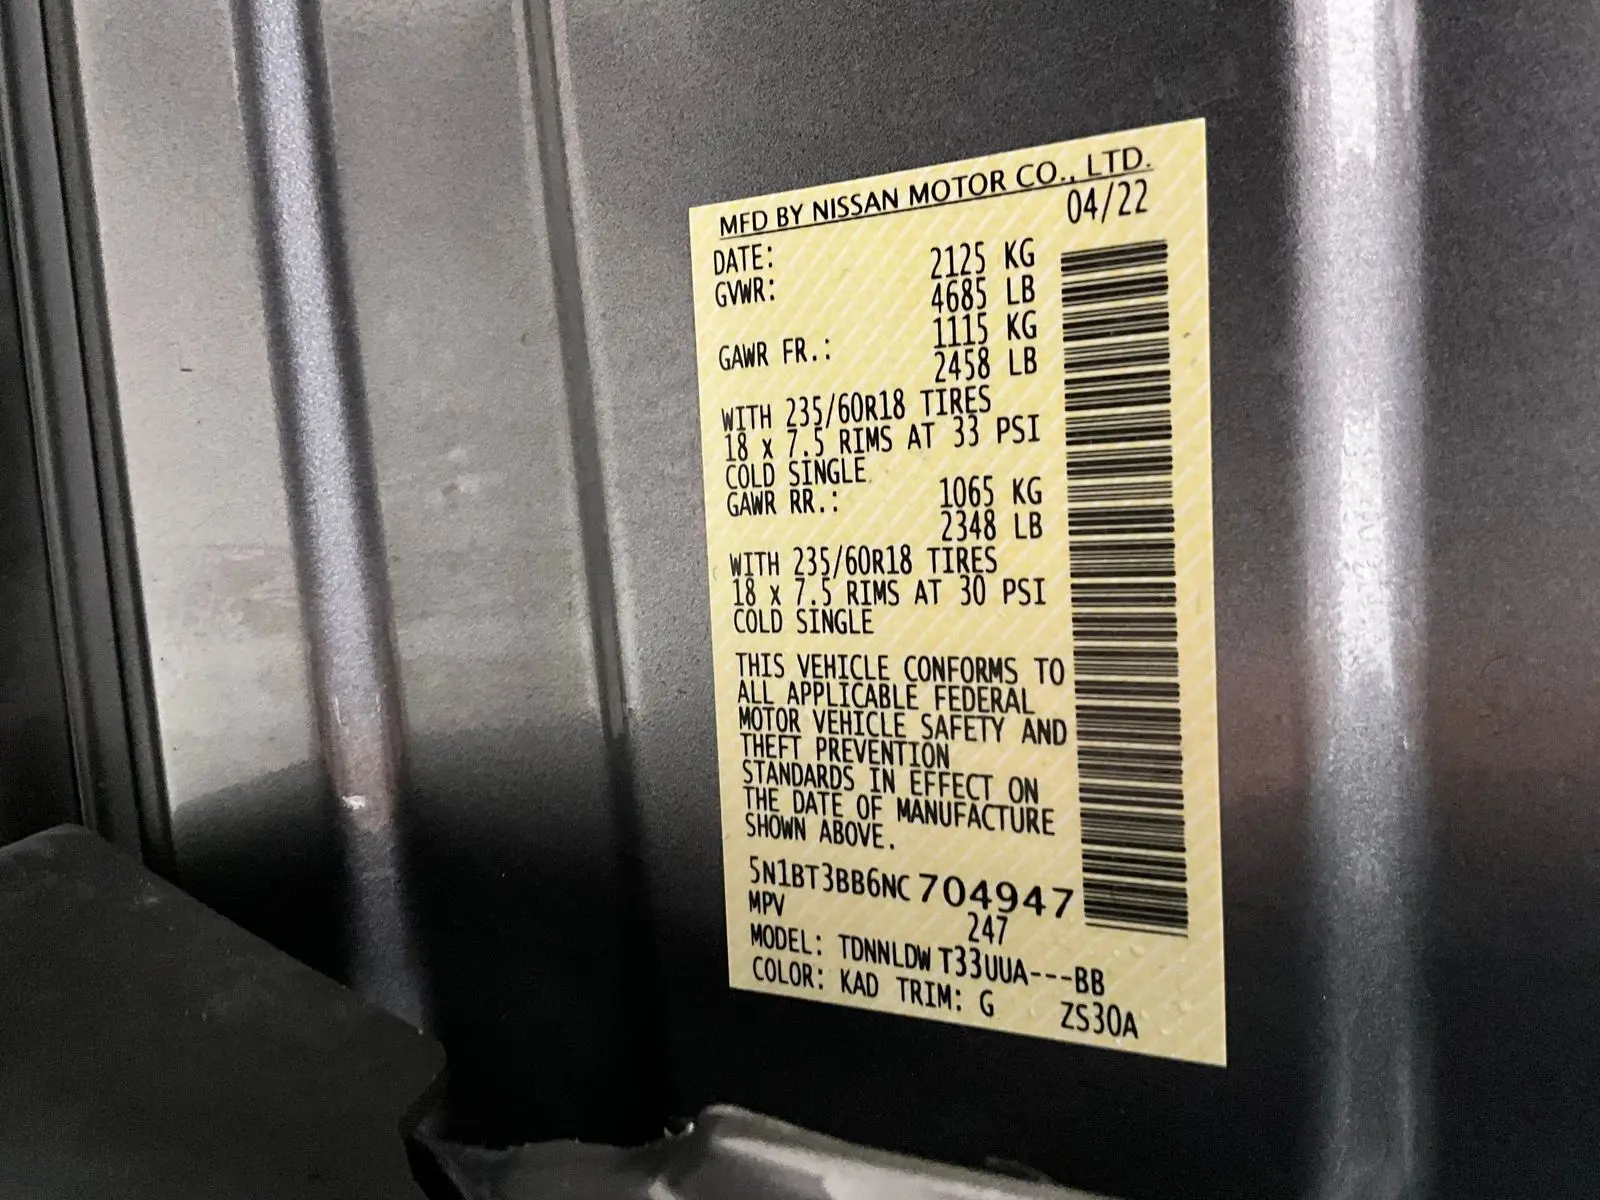 MFD BY NISSAN MOTOR CO., LTD.
DATE: 04/22
GVWR: 2125 KG
4685 LB
GAWR FR.: 1115 KG
2458 LB
WITH 235/60R18 TIRES
18 x 7.5 RIMS AT 33 PSI
COLD SINGLE
GAWR RR.: 1065 KG
2348 LB
WITH 235/60R18 TIRES
18 x 7.5 RIMS AT 30 PSI
COLD SINGLE
THIS VEHICLE CONFORMS TO
ALL APPLICABLE FEDERAL
MOTOR VEHICLE SAFETY AND
THEFT PREVENTION
STANDARDS IN EFFECT ON
THE DATE OF MANUFACTURE
SHOWN ABOVE.
5N1BT3BB6NC704947
MPV 247
MODEL: TDNNLDW T33UUA---BB
COLOR: KAD TRIM: G ZS30A